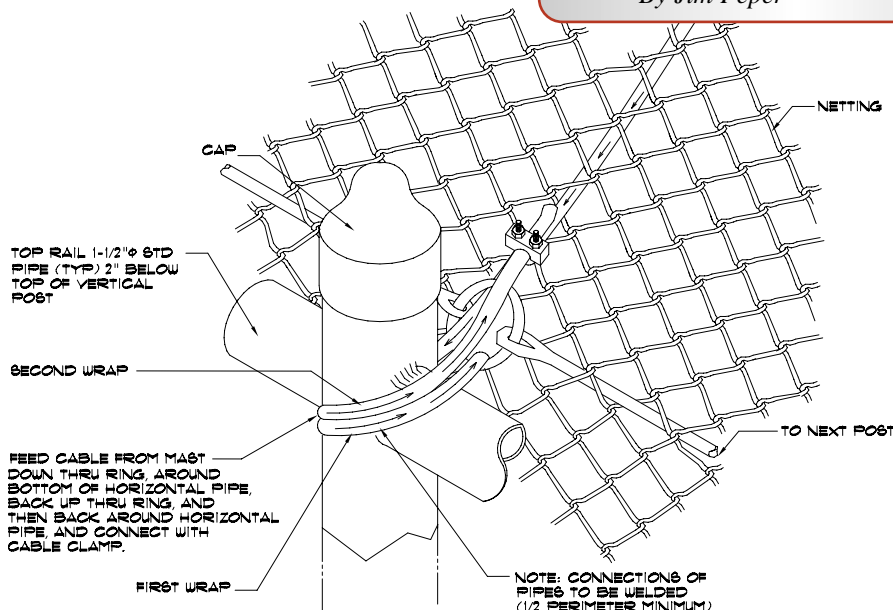 By Jim Peper
NETTING
CAP
TOP RAIL 1-1/2"Φ STD
PIPE (TYP) 2" BELOW
TOP OF VERTICAL
POST
SECOND WRAP
TO NEXT POST
FEED CABLE FROM MAST
DOWN THRU RING, AROUND
BOTTOM OF HORIZONTAL PIPE,
BACK UP THRU RING, AND
THEN BACK AROUND HORIZONTAL
PIPE, AND CONNECT WITH
CABLE CLAMP.
FIRST WRAP
NOTE: CONNECTIONS OF
PIPES TO BE WELDED
(1/2 PERIMETER MINIMUM)